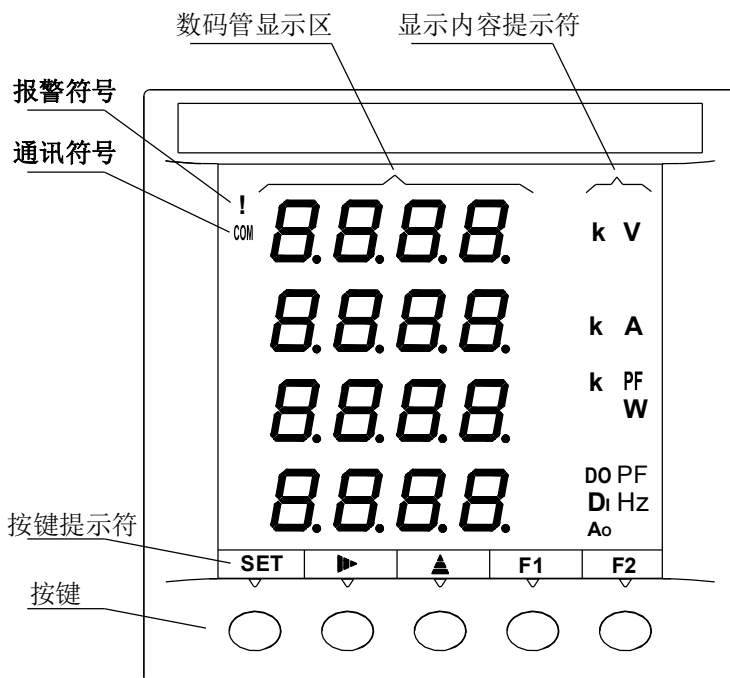 数码管显示区 显示内容提示符
报警符号
通讯符号
!
COM
8.8.8.8. k V
8.8.8.8. k A
8.8.8.8. k PF
W
8.8.8.8. DO PF
DI Hz
AO
按键提示符
SET F1 F2
按键